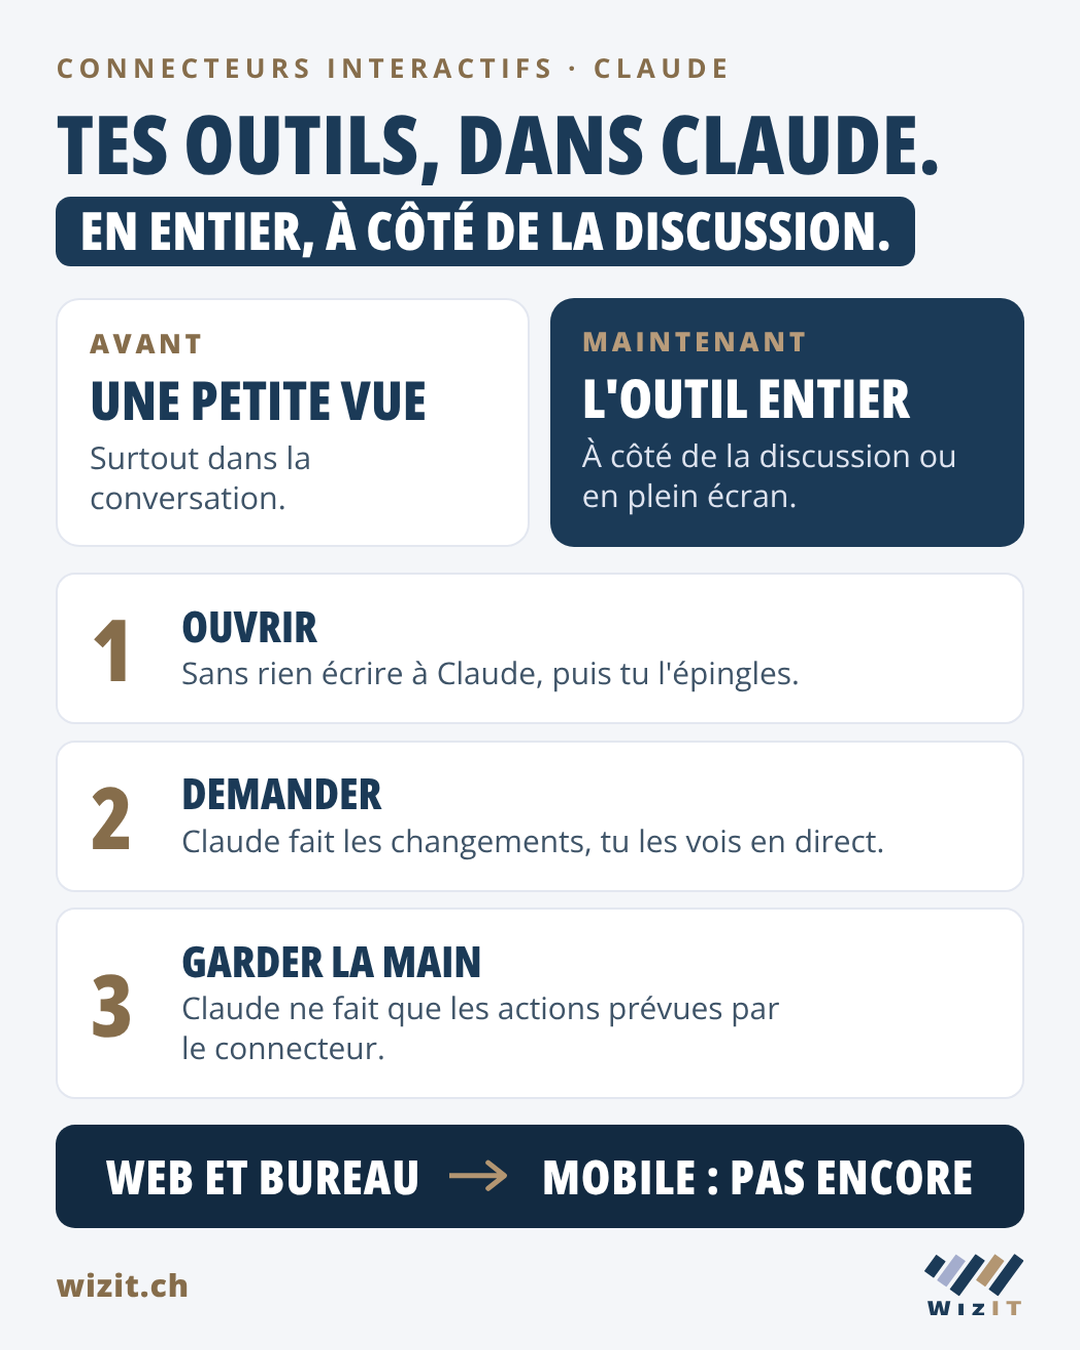 CONNECTEURS INTERACTIFS · CLAUDE
TES OUTILS, DANS CLAUDE.
EN ENTIER, À CÔTÉ DE LA DISCUSSION.
AVANT
UNE PETITE VUE
Surtout dans la
conversation.
MAINTENANT
L'OUTIL ENTIER
À côté de la discussion ou
en plein écran.
1
OUVRIR
Sans rien écrire à Claude, puis tu l'épingles.
2
DEMANDER
Claude fait les changements, tu les vois en direct.
3
GARDER LA MAIN
Claude ne fait que les actions prévues par
le connecteur.
WEB ET BUREAU → MOBILE : PAS ENCORE
wizit.ch
WIZIT